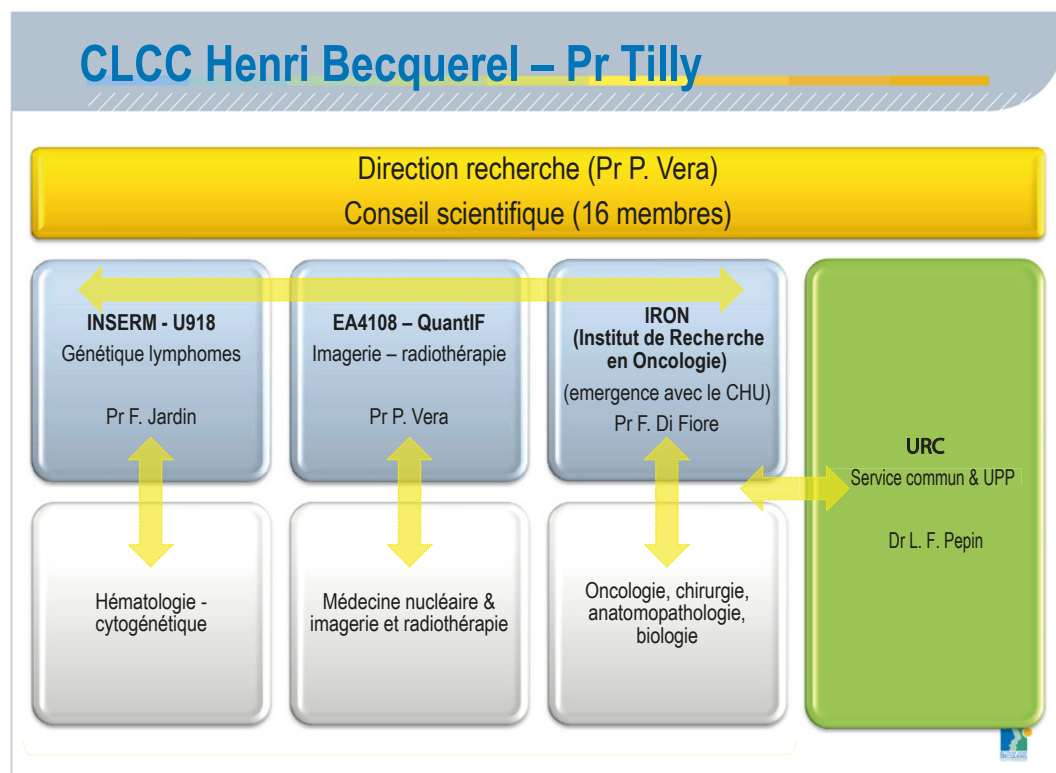 CLCC Henri Becquerel – Pr Tilly
Direction recherche (Pr P. Vera)
Conseil scientifique (16 membres)
INSERM - U918
Génétique lymphomes
Pr F. Jardin
EA4108 – QuantIF
Imagerie – radiothérapie
Pr P. Vera
IRON
(Institut de Recherche
en Oncologie)
(emergence avec le CHU)
Pr F. Di Fiore
URC
Service commun & UPP
Dr L. F. Pepin
Hématologie -
cytogénétique
Médecine nucléaire &
imagerie et radiothérapie
Oncologie, chirurgie,
anatomopathologie,
biologie
BECQUEREL